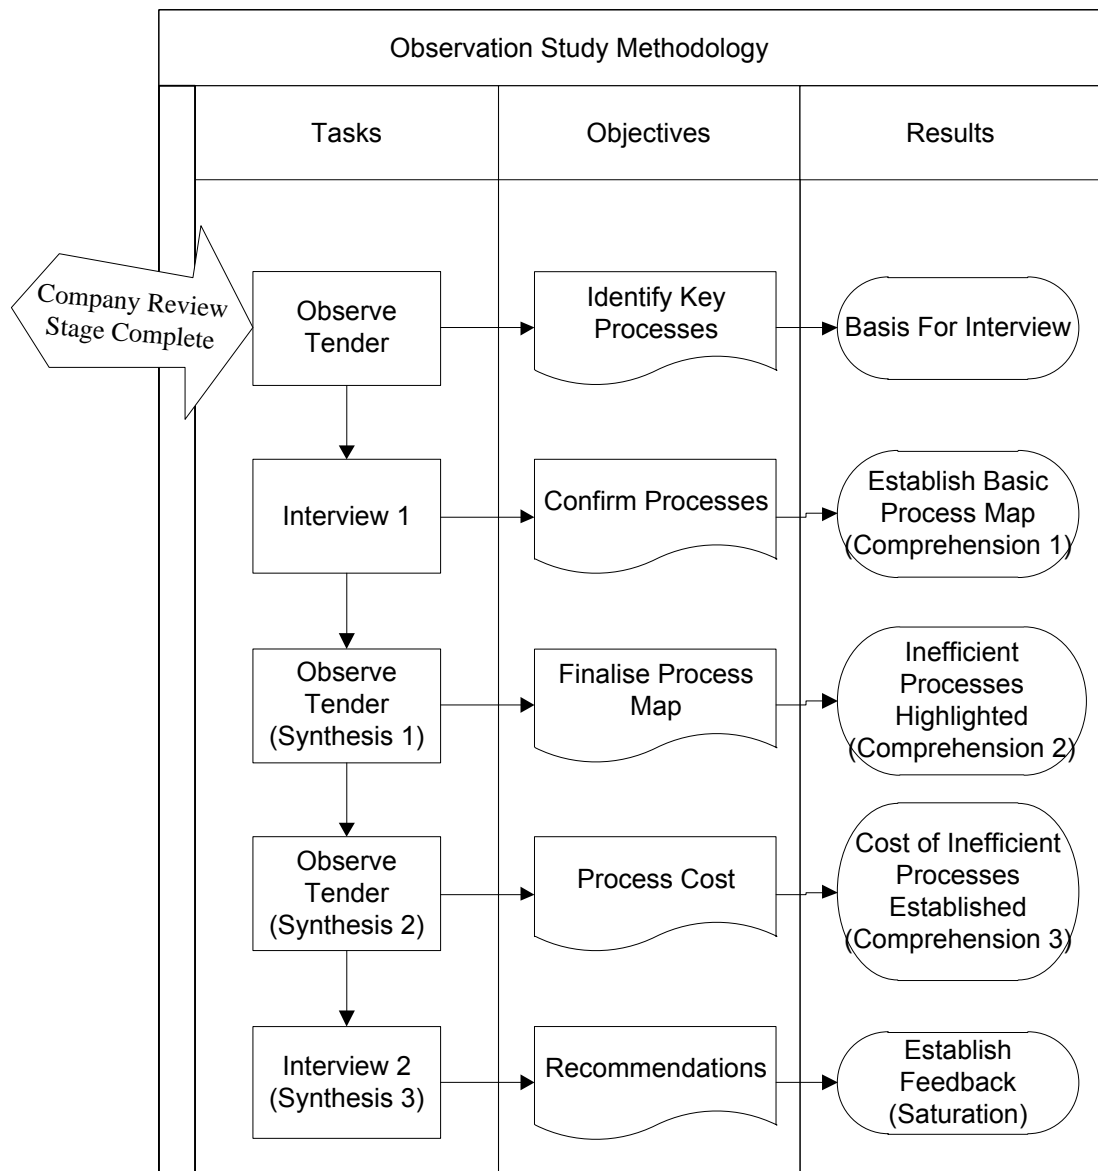 Observation Study Methodology
Tasks
Objectives
Results
Company Review
Stage Complete
Observe
Tender
Identify Key
Processes
Basis For Interview
Interview 1
Confirm Processes
Establish Basic
Process Map
(Comprehension 1)
Observe
Tender
(Synthesis 1)
Finalise Process
Map
Inefficient
Processes
Highlighted
(Comprehension 2)
Observe
Tender
(Synthesis 2)
Process Cost
Cost of Inefficient
Processes
Established
(Comprehension 3)
Interview 2
(Synthesis 3)
Recommendations
Establish
Feedback
(Saturation)